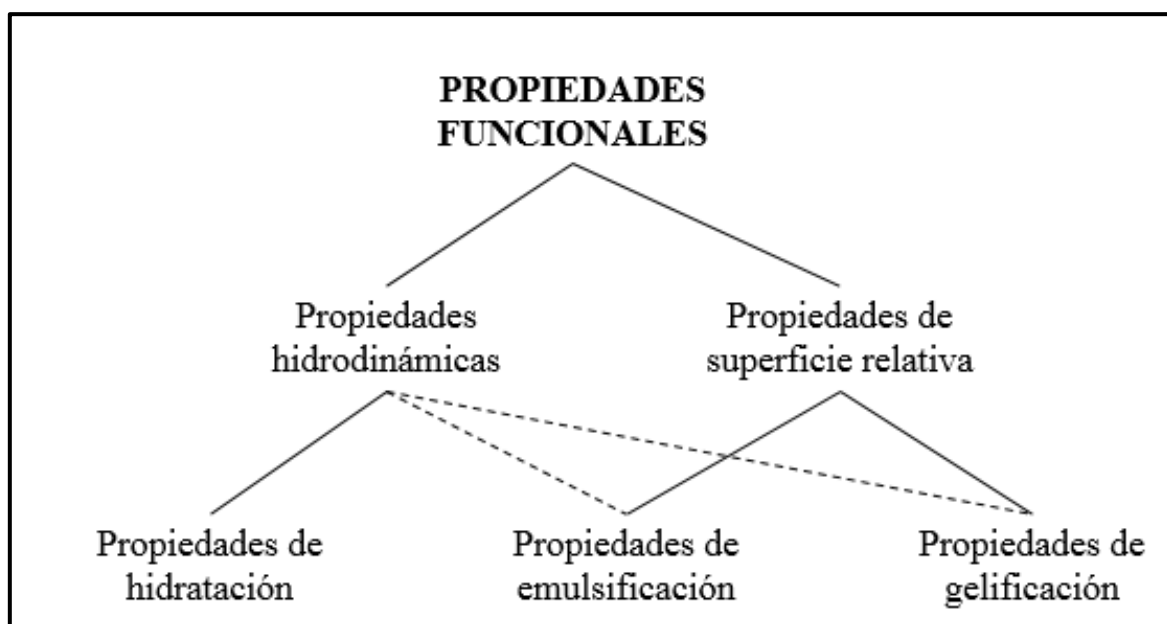 PROPIEDADES
FUNCIONALES
Propiedades
hidrodinámicas
Propiedades de
superficie relativa
Propiedades de
hidratación
Propiedades de
emulsificación
Propiedades de
gelificación